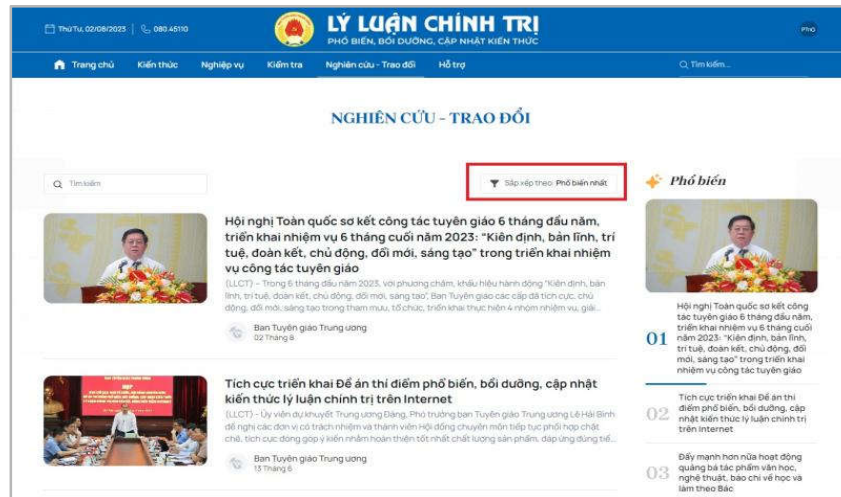 Thứ Tư, 02/08/2023
080.45110
LÝ LUẬN CHÍNH TRỊ
PHỔ BIẾN, BỒI DƯỠNG, CẬP NHẬT KIẾN THỨC
PhG
Trang chủ Kiến thức Nghiệp vụ Kiểm tra Nghiên cứu - Trao đổi Hỗ trợ
Tìm kiếm...
NGHIÊN CỨU - TRAO ĐỔI
Tìm kiếm
Sắp xếp theo: Phổ biến nhất
Hội nghị Toàn quốc sơ kết công tác tuyên giáo 6 tháng đầu năm,
triển khai nhiệm vụ 6 tháng cuối năm 2023: “Kiên định, bản lĩnh, trí
tuệ, đoàn kết, chủ động, đổi mới, sáng tạo” trong triển khai nhiệm
vụ công tác tuyên giáo
(LLCT) – Trong 6 tháng đầu năm 2023, với phương châm, khẩu hiệu hành động "Kiên định, bản
lĩnh, trí tuệ, đoàn kết, chủ động, đổi mới, sáng tạo", Ban Tuyên giáo các cấp đã tích cực, chủ
động, đổi mới, sáng tạo trong tham mưu, tổ chức, triển khai thực hiện 4 nhóm nhiệm vụ, giải...
Ban Tuyên giáo Trung ương
02 Tháng 8
HỌP
Tích cực triển khai Đề án thí điểm phổ biến, bồi dưỡng, cập nhật
kiến thức lý luận chính trị trên Internet
(LLCT) - Ủy viên dự khuyết Trung ương Đảng, Phó trưởng ban Tuyên giáo Trung ương Lê Hải Bình
đề nghị các đơn vị có trách nhiệm và thành viên Hội đồng chuyên môn tiếp tục phối hợp chặt
chẽ, tích cực đóng góp ý kiến nhằm hoàn thiện tốt nhất chất lượng sản phẩm, đáp ứng đúng tiế...
Ban Tuyên giáo Trung ương
13 Tháng 6
Phổ biến
01
Hội nghị Toàn quốc sơ kết công
tác tuyên giáo 6 tháng đầu năm,
triển khai nhiệm vụ 6 tháng cuối
năm 2023: “Kiên định, bản lĩnh,
trí tuệ, đoàn kết, chủ động, đổi
mới, sáng tạo” trong triển khai
nhiệm vụ công tác tuyên giáo
02
Tích cực triển khai Đề án thí
điểm phổ biến, bồi dưỡng, cập
nhật kiến thức lý luận chính trị
trên Internet
03
Đẩy mạnh hơn nữa hoạt động
quảng bá tác phẩm văn học,
nghệ thuật, báo chí về học và
làm theo Bác